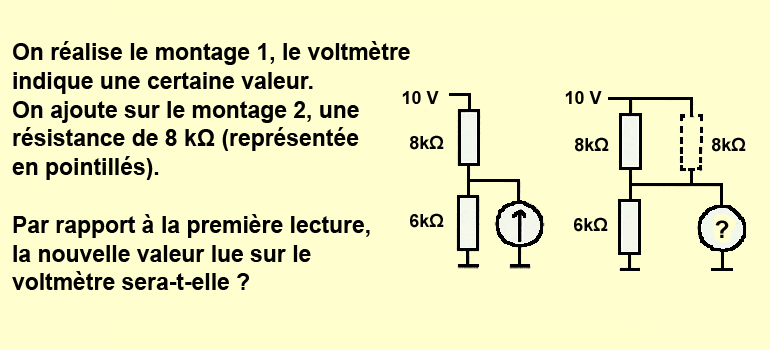 On réalise le montage 1, le voltmètre
indique une certaine valeur.
On ajoute sur le montage 2, une
résistance de 8 kΩ (représentée
en pointillés).
Par rapport à la première lecture,
la nouvelle valeur lue sur le
voltmètre sera-t-elle ?
10 V
8kΩ
6kΩ
10 V
8kΩ
8kΩ
6kΩ
?